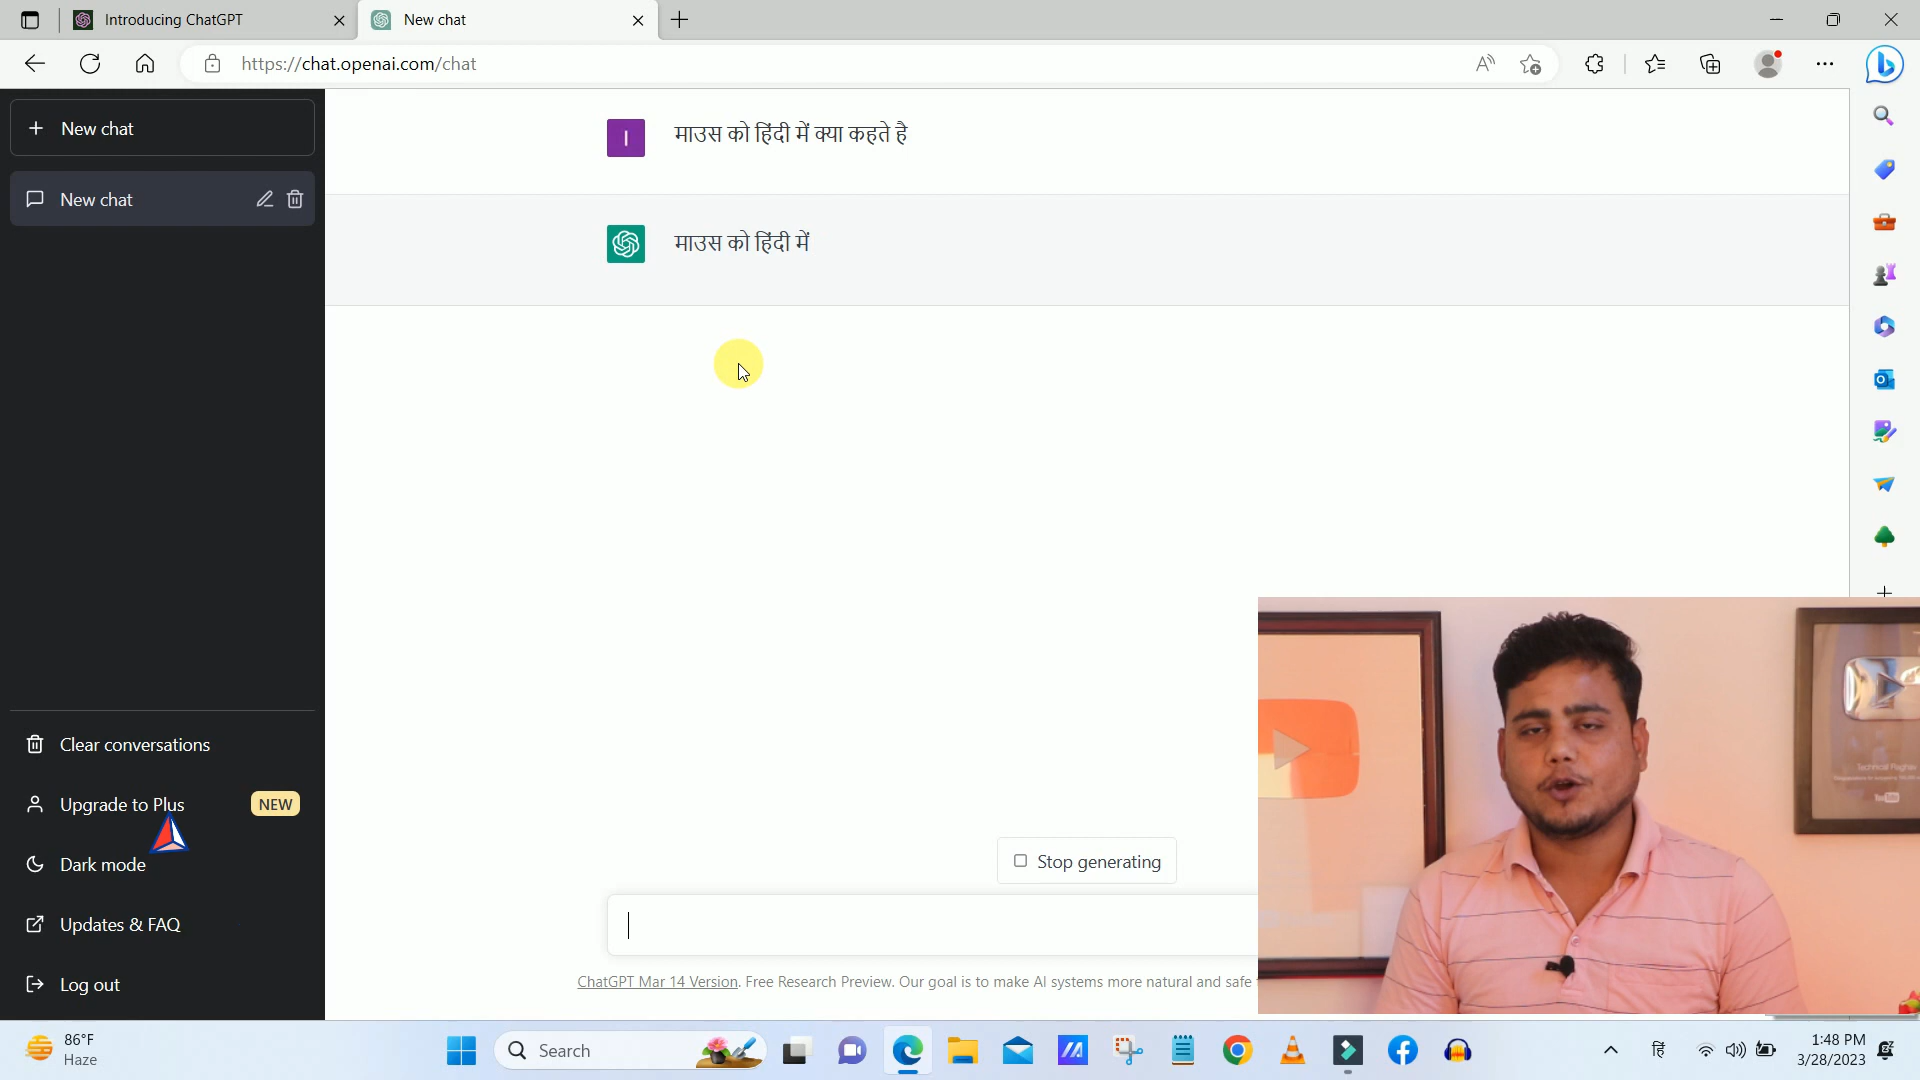 Introducing ChatGPT
New chat
https://chat.openai.com/chat
New chat
New chat
माउस को हिंदी में क्या कहते है
I
माउस को हिंदी में
Clear conversations
Upgrade to Plus NEW
Dark mode
Updates & FAQ
Log out
Stop generating
ChatGPT Mar 14 Version. Free Research Preview. Our goal is to make AI systems more natural and safe
YouTube
86°F
Haze
Search
हिं
1:48 PM
3/28/2023